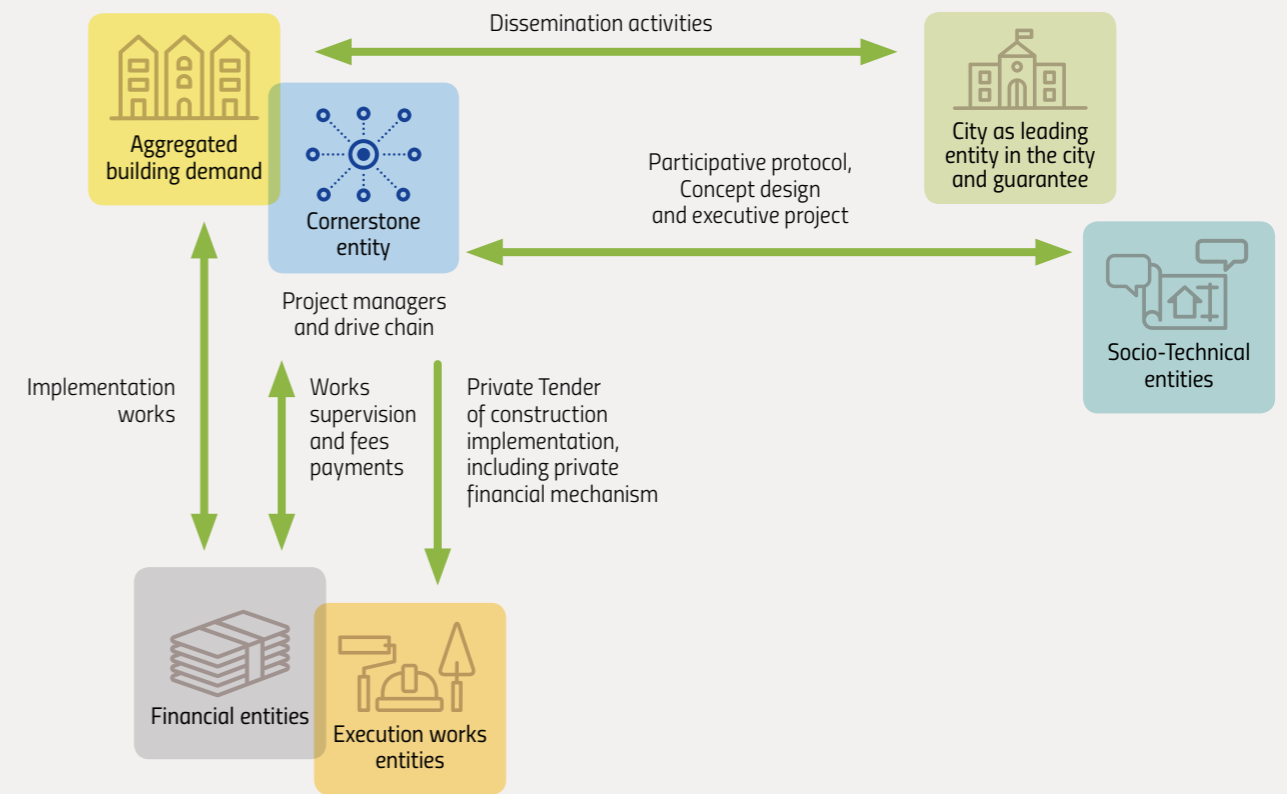 Dissemination activities
Aggregated
building demand
Cornerstone
entity
City as leading
entity in the city
and guarantee
Participative protocol,
Concept design
and executive project
Socio-Technical
entities
Project managers
and drive chain
Implementation
works
Works
supervision
and fees
payments
Private Tender
of construction
implementation,
including private
financial mechanism
Financial entities
Execution works
entities